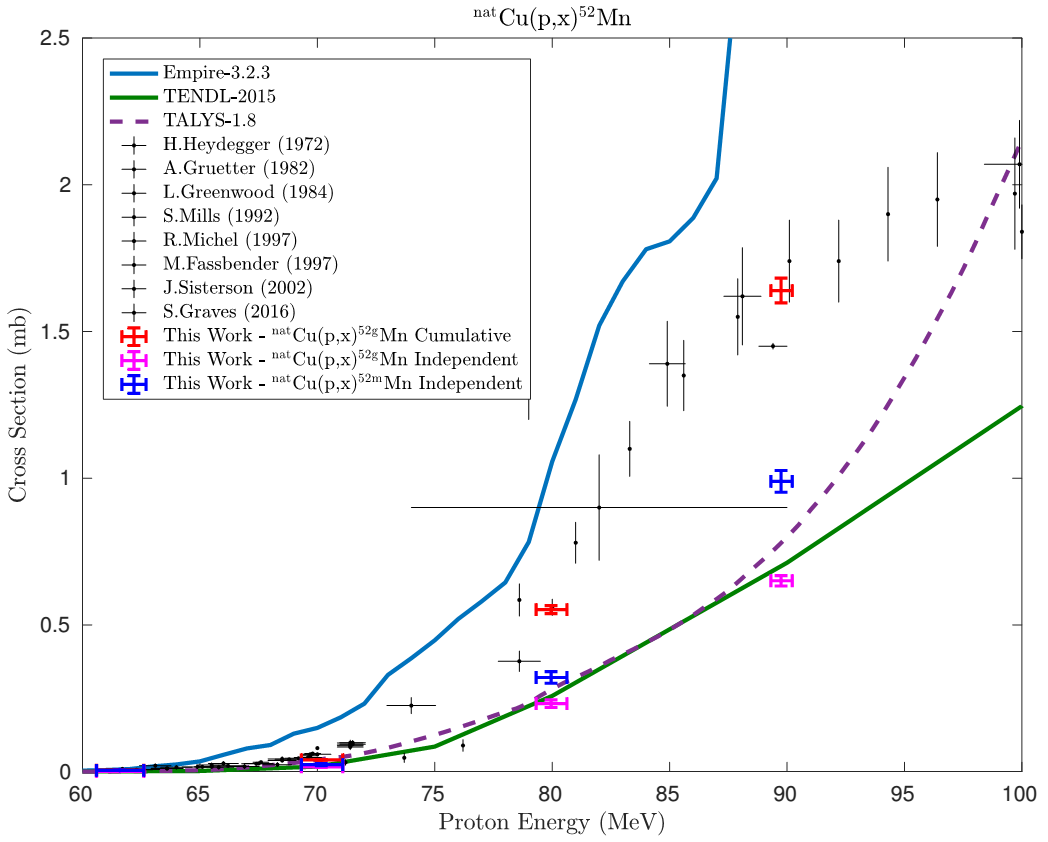 ⁿᵃᵗCu(p,x)⁵²Mn
2.5
2
1.5
1
0.5
0
Cross Section (mb)
Empire-3.2.3
TENDL-2015
TALYS-1.8
H.Heydegger (1972)
A.Gruetter (1982)
L.Greenwood (1984)
S.Mills (1992)
R.Michel (1997)
M.Fassbender (1997)
J.Sisterson (2002)
S.Graves (2016)
This Work - ⁿᵃᵗCu(p,x)⁵²ᵍMn Cumulative
This Work - ⁿᵃᵗCu(p,x)⁵²ᵍMn Independent
This Work - ⁿᵃᵗCu(p,x)⁵²ᵐMn Independent
60 65 70 75 80 85 90 95 100
Proton Energy (MeV)